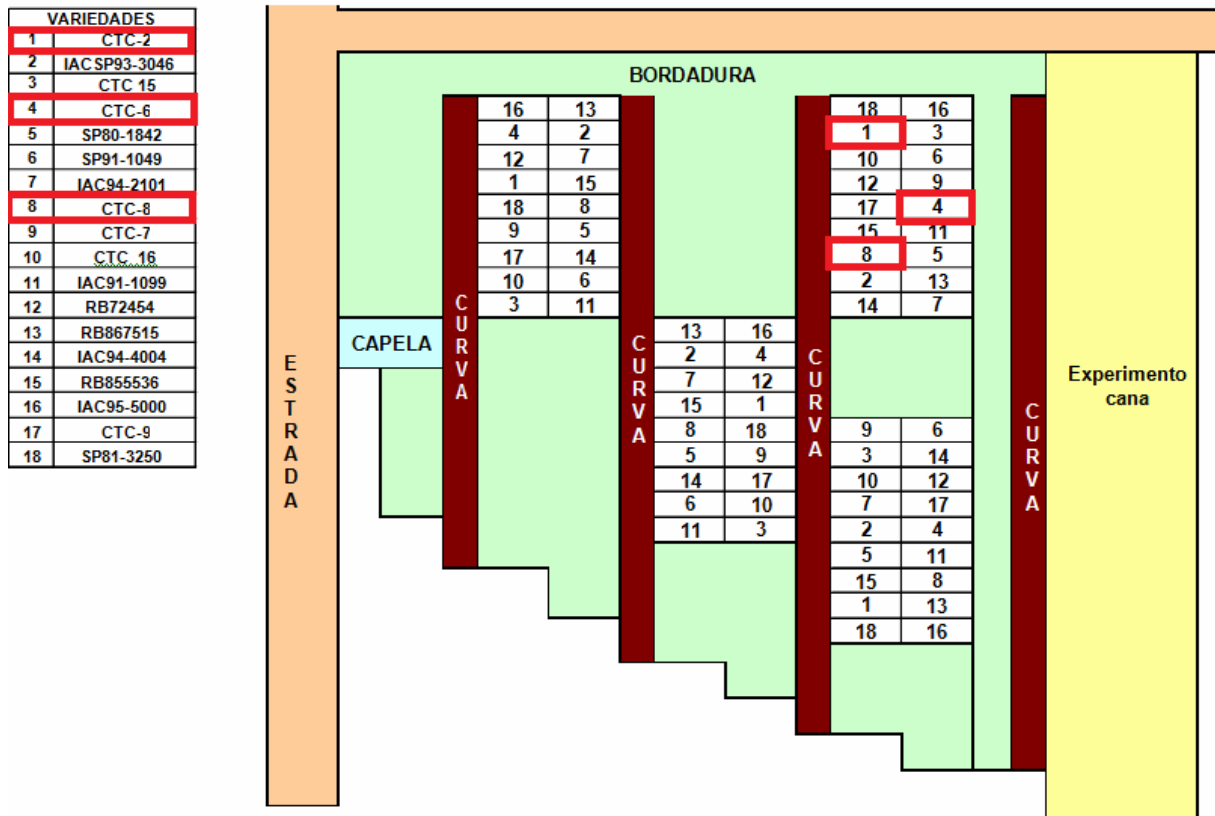 VARIEDADES
1 CTC-2
2 IACSP93-3046
3 CTC 15
4 CTC-6
5 SP80-1842
6 SP91-1049
7 IAC94-2101
8 CTC-8
9 CTC-7
10 CTC 16
11 IAC91-1099
12 RB72454
13 RB867515
14 IAC94-4004
15 RB855536
16 IAC95-5000
17 CTC-9
18 SP81-3250
ESTRADA
BORDADURA
CAPELA
CURVA
16 13
4 2
12 7
1 15
18 8
9 5
17 14
10 6
3 11
CURVA
13 16
2 4
7 12
15 1
8 18
5 9
14 17
6 10
11 3
CURVA
18 16
1 3
10 6
12 9
17 4
15 11
8 5
2 13
14 7
9 6
3 14
10 12
7 17
2 4
5 11
15 8
1 13
18 16
CURVA
Experimento
cana